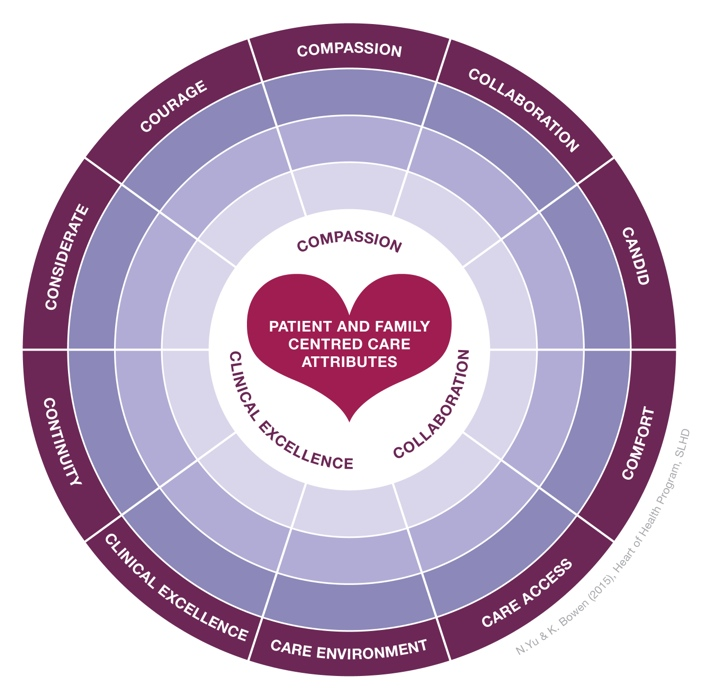 COMPASSION
COLLABORATION
CANDID
COMFORT
CARE ACCESS
CARE ENVIRONMENT
CLINICAL EXCELLENCE
CONTINUITY
CONSIDERATE
COURAGE
COMPASSION
COLLABORATION
CLINICAL EXCELLENCE
PATIENT AND FAMILY
CENTRED CARE
ATTRIBUTES
N.Yu & K. Bowen (2015), Heart of Health Program, SLHD